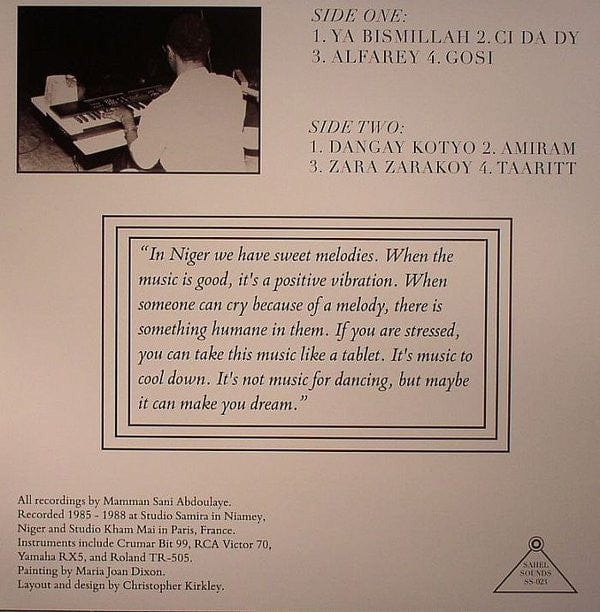 SIDE ONE:
1. YA BISMILLAH 2. CI DA DY
3. ALFAREY 4. GOSI
SIDE TWO:
1. DANGAY KOTYO 2. AMIRAM
3. ZARA ZARAKOY 4. TAARITT
“In Niger we have sweet melodies. When the
music is good, it's a positive vibration. When
someone can cry because of a melody, there is
something humane in them. If you are stressed,
you can take this music like a tablet. It's music to
cool down. It's not music for dancing, but maybe
it can make you dream.”
All recordings by Mamman Sani Abdoulaye.
Recorded 1985 - 1988 at Studio Samira in Niamey,
Niger and Studio Kham Mai in Paris, France.
Instruments include Crumar Bit 99, RCA Victor 70,
Yamaha RX5, and Roland TR-505.
Painting by Maria Joan Dixon.
Layout and design by Christopher Kirkley.
SAHEL
SOUNDS
SS-023